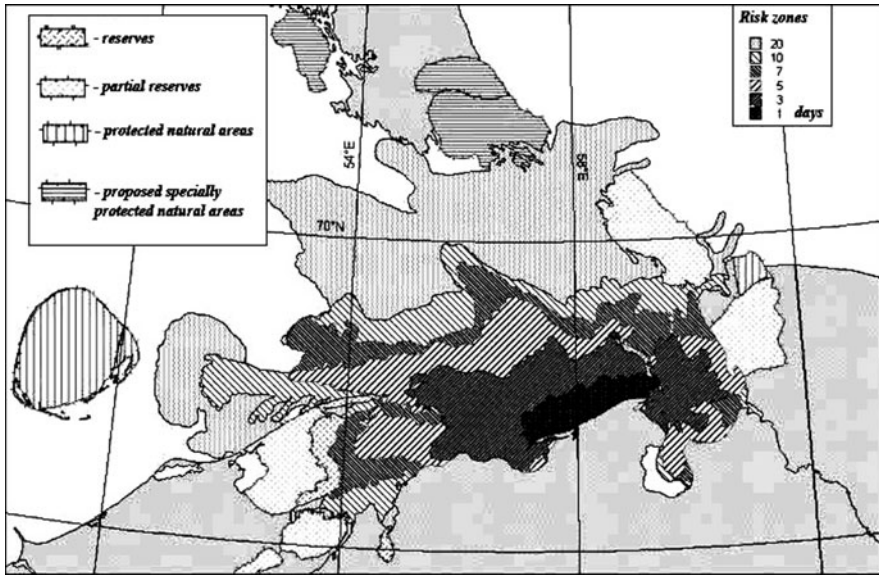 - reserves
- partial reserves
- protected natural areas
- proposed specially
protected natural areas
Risk zones
20
10
7
5
3
1 days
54°E
58°E
70°N